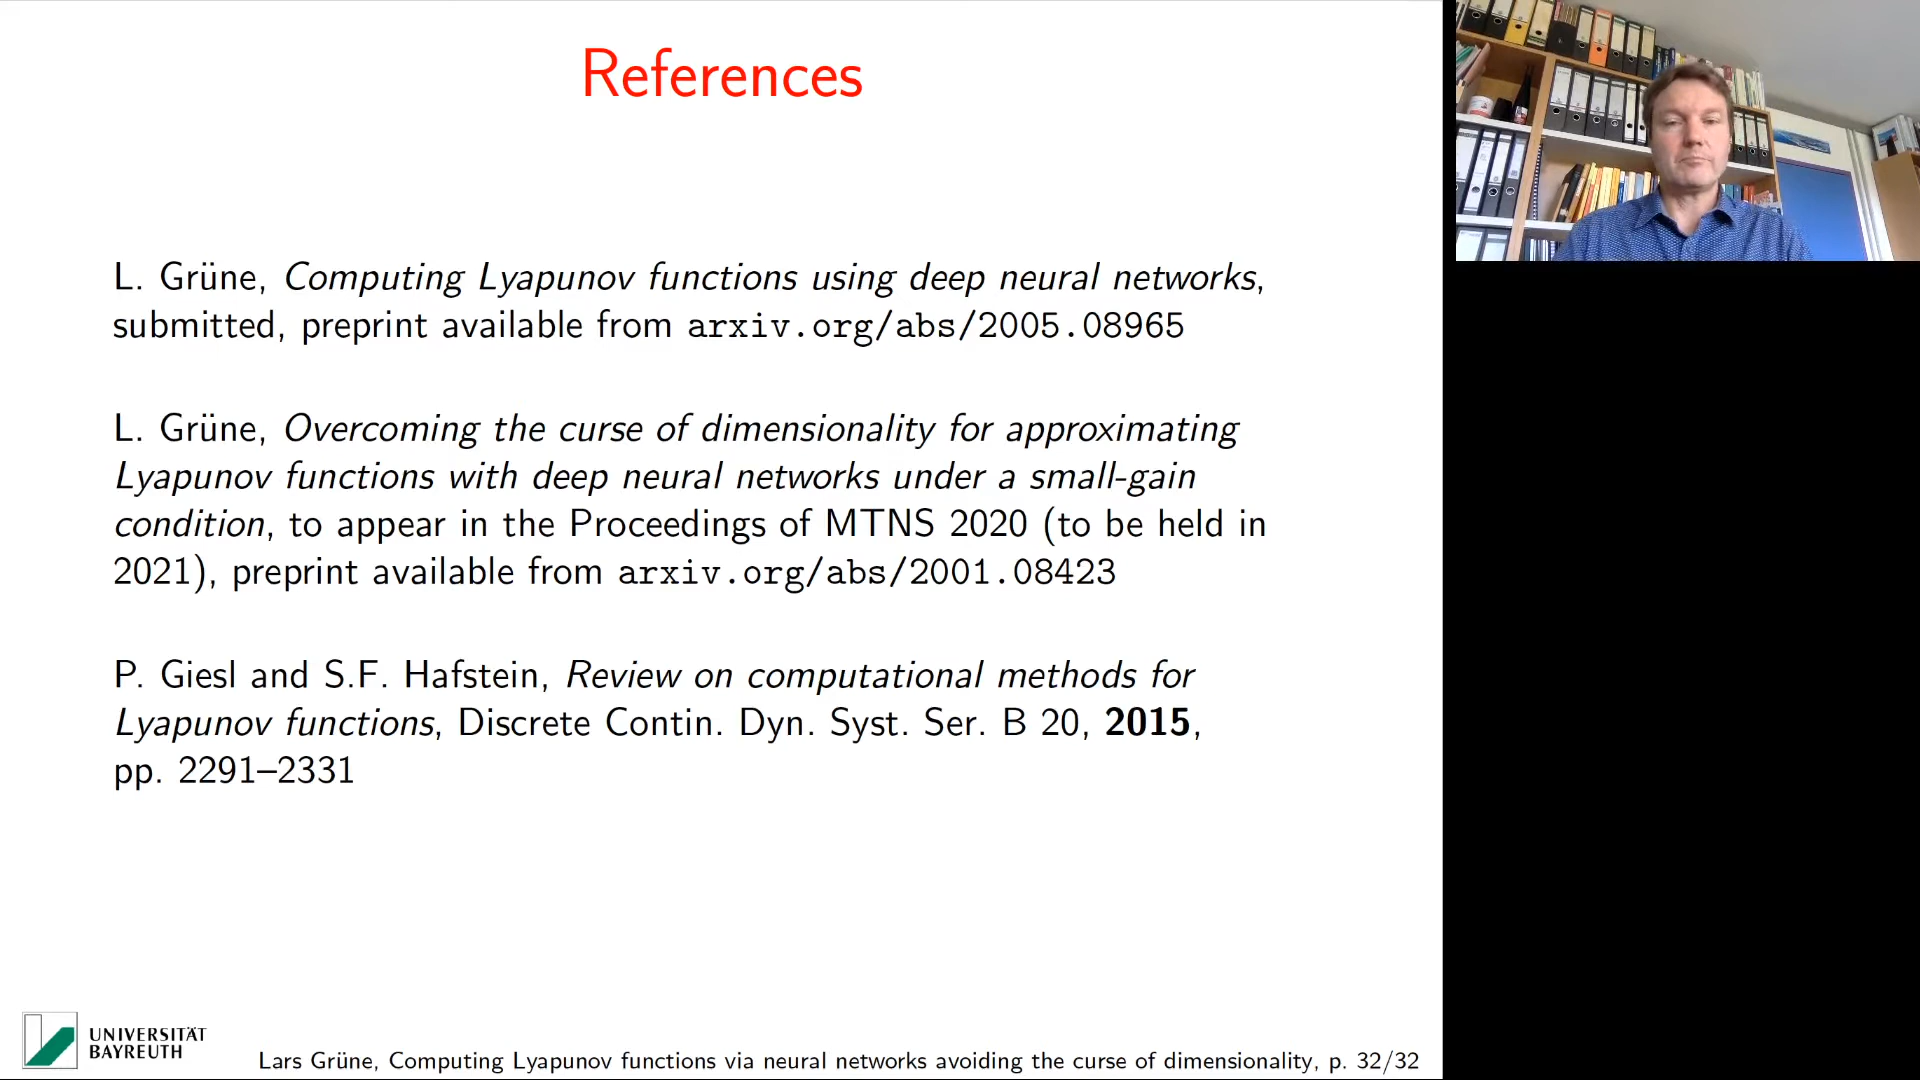 References
L. Grüne, Computing Lyapunov functions using deep neural networks,
submitted, preprint available from arxiv.org/abs/2005.08965
L. Grüne, Overcoming the curse of dimensionality for approximating
Lyapunov functions with deep neural networks under a small-gain
condition, to appear in the Proceedings of MTNS 2020 (to be held in
2021), preprint available from arxiv.org/abs/2001.08423
P. Giesl and S.F. Hafstein, Review on computational methods for
Lyapunov functions, Discrete Contin. Dyn. Syst. Ser. B 20, 2015,
pp. 2291–2331
UNIVERSITÄT
BAYREUTH
Lars Grüne, Computing Lyapunov functions via neural networks avoiding the curse of dimensionality, p. 32/32